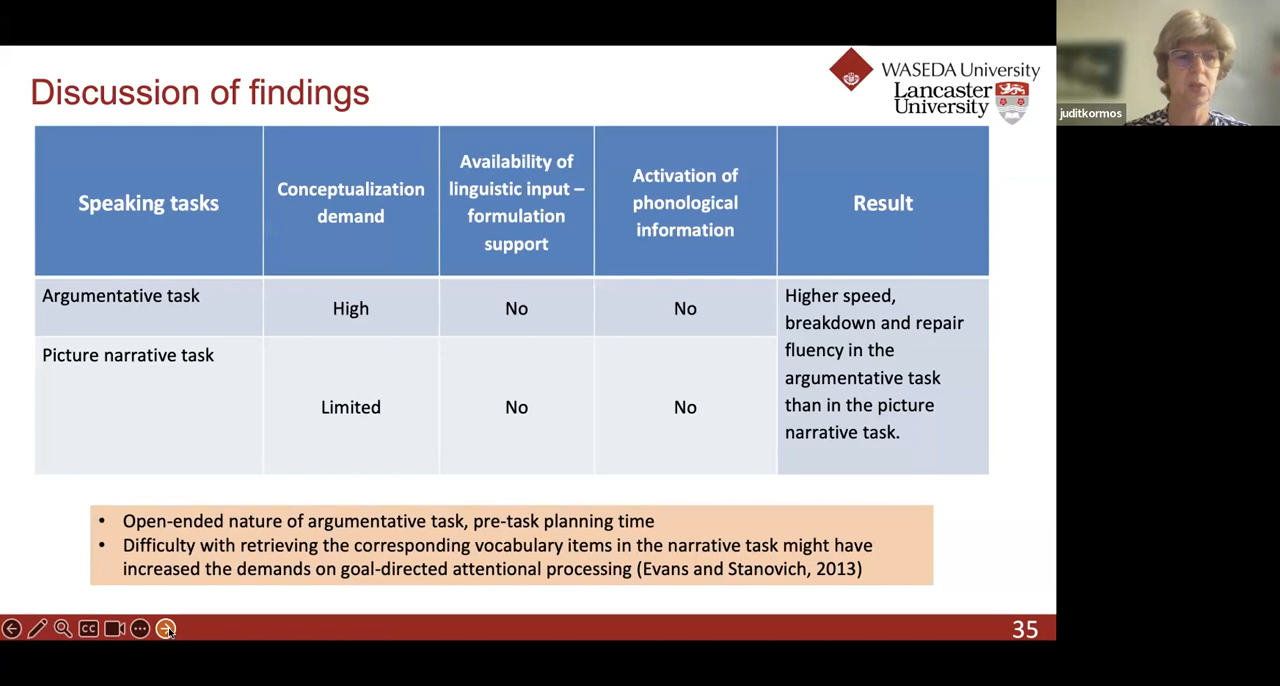 Discussion of findings
WASEDA University
Lancaster
University
juditkormos
Speaking tasks
Conceptualization
demand
Availability of
linguistic input –
formulation
support
Activation of
phonological
information
Result
Argumentative task
High
No
No
Higher speed,
breakdown and repair
fluency in the
argumentative task
than in the picture
narrative task.
Picture narrative task
Limited
No
No
• Open-ended nature of argumentative task, pre-task planning time
• Difficulty with retrieving the corresponding vocabulary items in the narrative task might have
increased the demands on goal-directed attentional processing (Evans and Stanovich, 2013)
CC
35